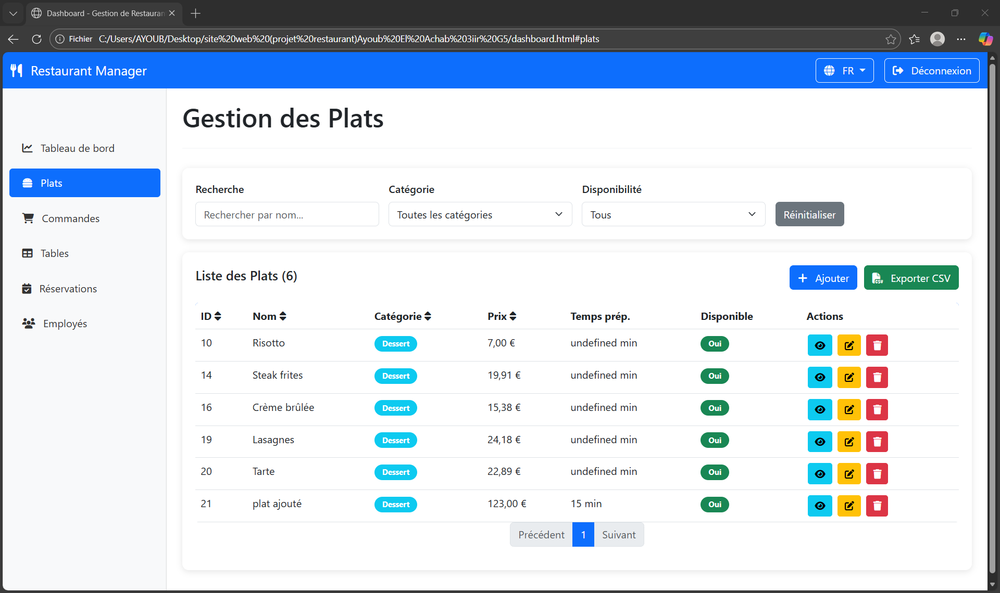 Dashboard - Gestion de Restauran
Fichier C:/Users/AYOUB/Desktop/site%20web%20(projet%20restaurant)Ayoub%20El%20Achab%203iir%20G5/dashboard.html#plats
Restaurant Manager FR Déconnexion
Gestion des Plats
Tableau de bord
Plats
Commandes
Tables
Réservations
Employés
Recherche Catégorie Disponibilité
Rechercher par nom... Toutes les catégories Tous Réinitialiser
Liste des Plats (6) Ajouter CSV Exporter CSV
ID Nom Catégorie Prix Temps prép. Disponible Actions
10 Risotto Dessert 7,00 € undefined min Oui
14 Steak frites Dessert 19,91 € undefined min Oui
16 Crème brûlée Dessert 15,38 € undefined min Oui
19 Lasagnes Dessert 24,18 € undefined min Oui
20 Tarte Dessert 22,89 € undefined min Oui
21 plat ajouté Dessert 123,00 € 15 min Oui
Précédent 1 Suivant